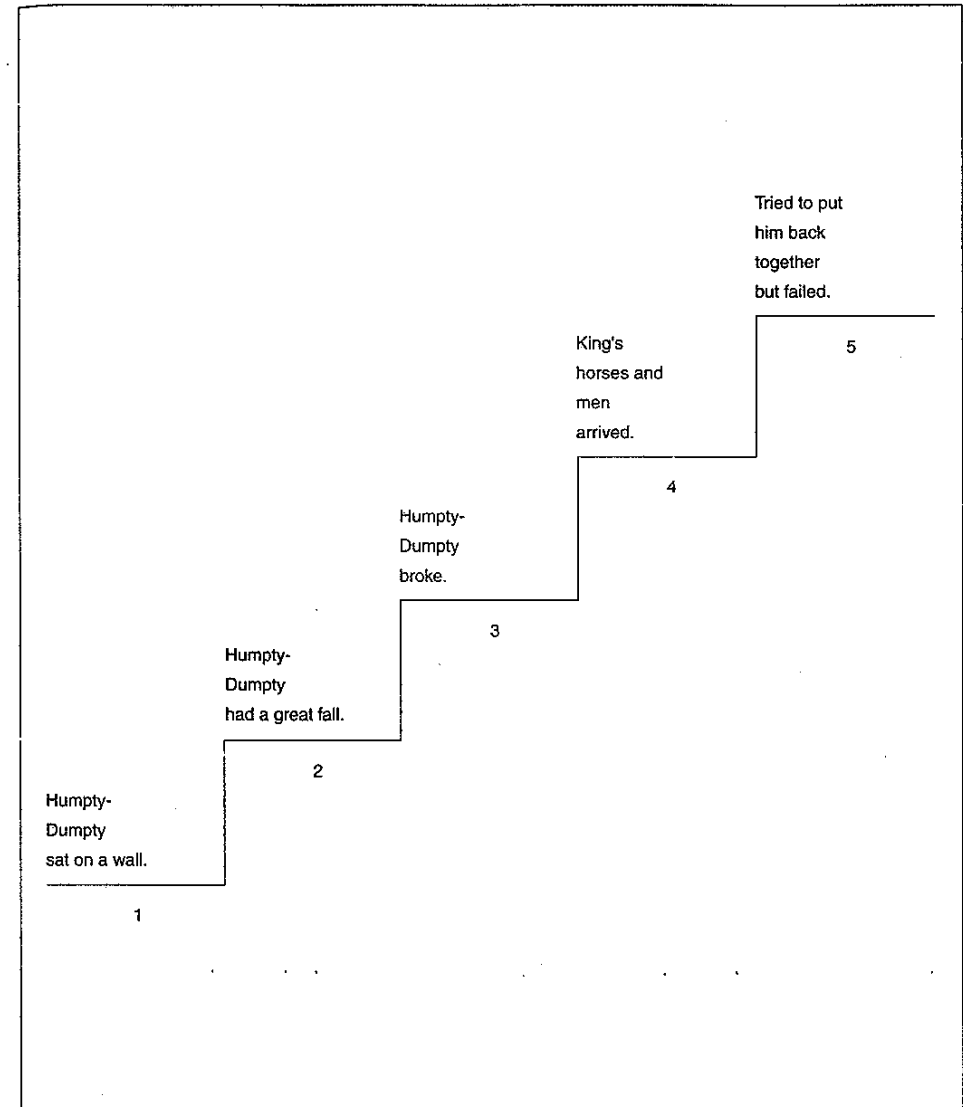 Tried to put
him back
together
but failed.
5
King's
horses and
men
arrived.
4
Humpty-
Dumpty
broke.
3
Humpty-
Dumpty
had a great fall.
2
Humpty-
Dumpty
sat on a wall.
1